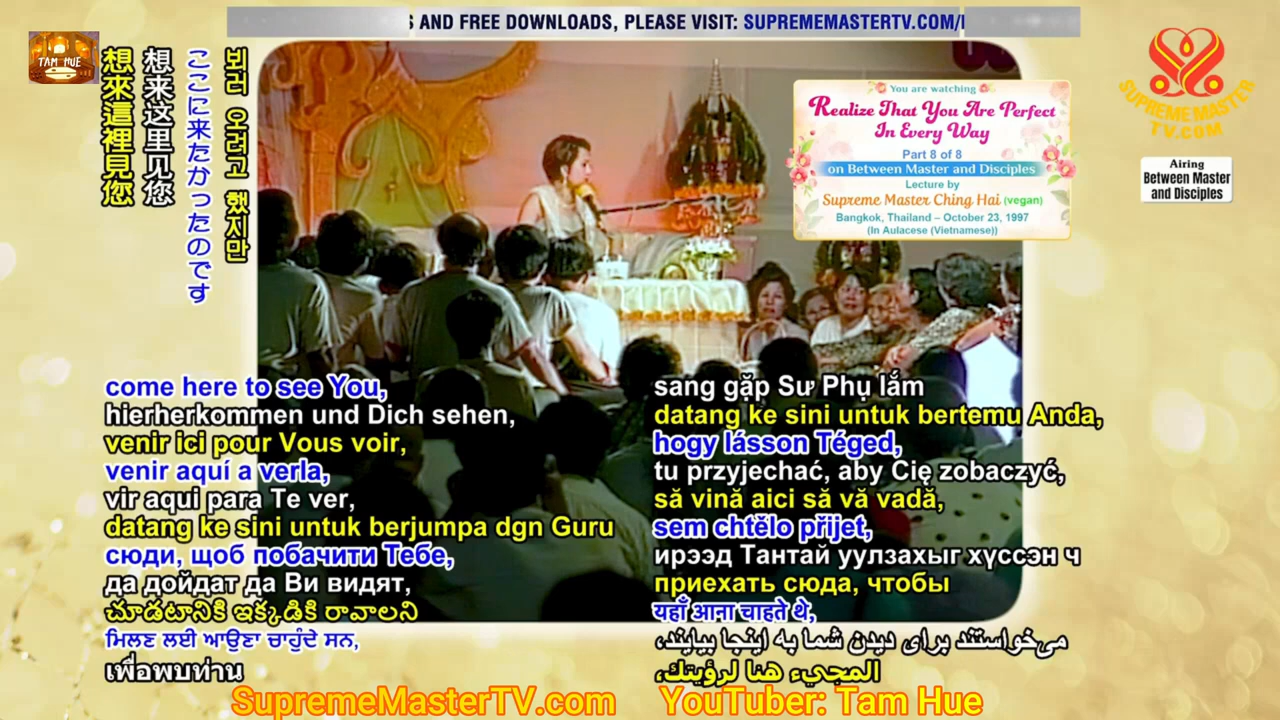 S AND FREE DOWNLOADS, PLEASE VISIT: SUPREMEMASTERTV.COM/
TAM HUE
想來這裡見您
想来这里见您
ここに来たかったのです
뵈러 오려고 했지만
You are watching
Realize That You Are Perfect
In Every Way
Part 8 of 8
on Between Master and Disciples
Lecture by
Supreme Master Ching Hai (vegan)
Bangkok, Thailand – October 23, 1997
(In Aulacese (Vietnamese))
SUPREME MASTER
TV.COM
Airing
Between Master
and Disciples
come here to see You,
hierherkommen und Dich sehen,
venir ici pour Vous voir,
venir aquí a verla,
vir aqui para Te ver,
datang ke sini untuk berjumpa dgn Guru
сюди, щоб побачити Тебе,
да дойдат да Ви видят,
చూడటానికి ఇక్కడికి రావాలని
ਮਿਲਣ ਲਈ ਆਉਣਾ ਚਾਹੁੰਦੇ ਸਨ,
เพื่อพบท่าน
sang gặp Sư Phụ lắm
datang ke sini untuk bertemu Anda,
hogy lásson Téged,
tu przyjechać, aby Cię zobaczyć,
să vină aici să vă vadă,
sem chtělo přijet,
ирээд Тантай уулзахыг хүссэн ч
приехать сюда, чтобы
यहाँ आना चाहते थे,
می‌خواستند برای دیدن شما به اینجا بیایند،
المجيء هنا لرؤيتك،
SupremeMasterTV.com
YouTuber: Tam Hue